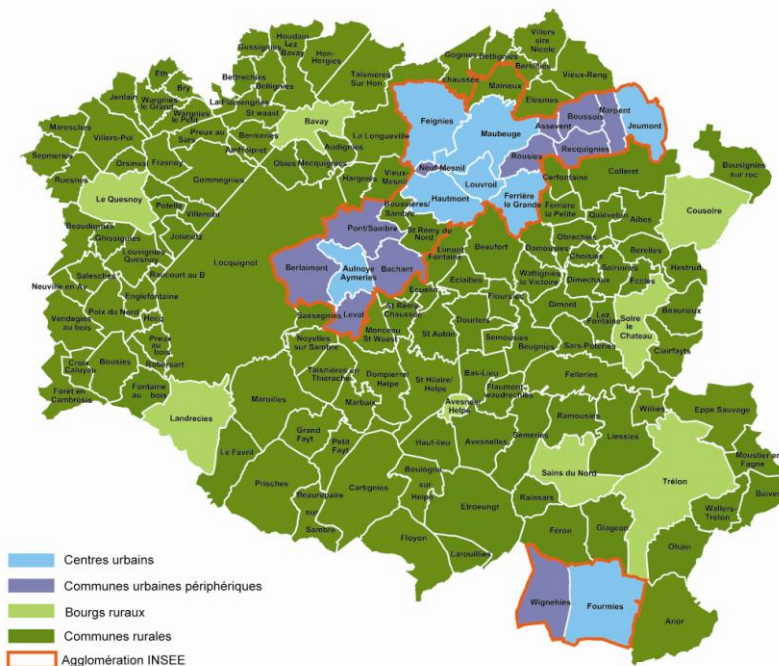 Houdain
Lez
Bavay
Gussignies
Hon-
Hergies
Bettrechies
Bellignies
Taisnières
Sur Hon
Gognies
Chaussée
Bettignies
Villers
sire
Nicole
Bersillies
Vieux-Reng
Mairieux
Elesmes
Eth
Bry
Jenlain
Wargnies
le Grand
Wargnies
le Petit
La Flamengries
St waast
Bavay
Feignies
Maubeuge
Assevent
Boussois
Marpent
Jeumont
Recquignies
Rousies
Maresches
Villers-Pol
Preux au
Sars
Bermeries
Amfroipret
Audignies
La Longueville
Sepmeries
Orsinval
Frasnoy
Obies
Mecquignies
Neuf-Mesnil
Louvroil
Hautmont
Ferrière
la Grande
Cerfontaine
Colleret
Bousignies
sur roc
Ruesnes
Gommegnies
Hargnies
Vieux-
Mesnil
Boussières/
Sambre
Ferrière
la Petite
Quiévelon
Aibes
Cousolre
Le Quesnoy
Potelle
Villereau
Jolimetz
Beaudignies
Ghissignies
Louvignies
Quesnoy
Pont/Sambre
St Rémy du
Nord
Limont
Fontaine
Beaufort
Obrechies
Damousies
Choisies
Berelles
Hestrud
Salesches
Raucourt au B
Locquignol
Berlaimont
Aulnoye
Aymeries
Bachant
Eclaibes
Wattignies
la Victoire
Dimechaux
Solrinnes
Eccles
Neuville en Av
Englefontaine
Poix du Nord
Hecq
Vendegies
au bois
Preux
au
bois
Robersart
Sassegnies
Leval
Ecuelin
St Rémy
Chaussée
Floursies
Dimont
Lez
Fontaine
Solre
le
Chateau
Beaurieux
Clairfayts
Noyelles
sur Sambre
Monceau
St Waast
St Aubin
Dourlers
Semousies
Beugnies
Sars-Poteries
Croix
Caluyau
Bousies
Forêt en
Cambrésis
Fontaine
au bois
Landrecies
Maroilles
Taisnières en
Thierache
Dompierre/
Helpe
Marbaix
St Hilaire/
Helpe
Bas-Lieu
Flaumont
waudrechies
Avesnes/
Helpe
Felleries
Willies
Eppe Sauvage
Ramousies
Liessies
Le Favril
Grand
Fayt
Petit
Fayt
Haut-lieu
Avesnelles
Semeries
Sains du Nord
Trélon
Moustier en
Fagne
Baives
Wallers-
Trélon
Prisches
Beaurepaire
sur
Sambre
Cartignies
Boulogne
sur
Helpe
Etroeungt
Rainsars
Féron
Glageon
Ohain
Floyon
Larouillies
Wignehies
Fourmies
Anor
Centres urbains
Communes urbaines périphériques
Bourgs ruraux
Communes rurales
Agglomération INSEE